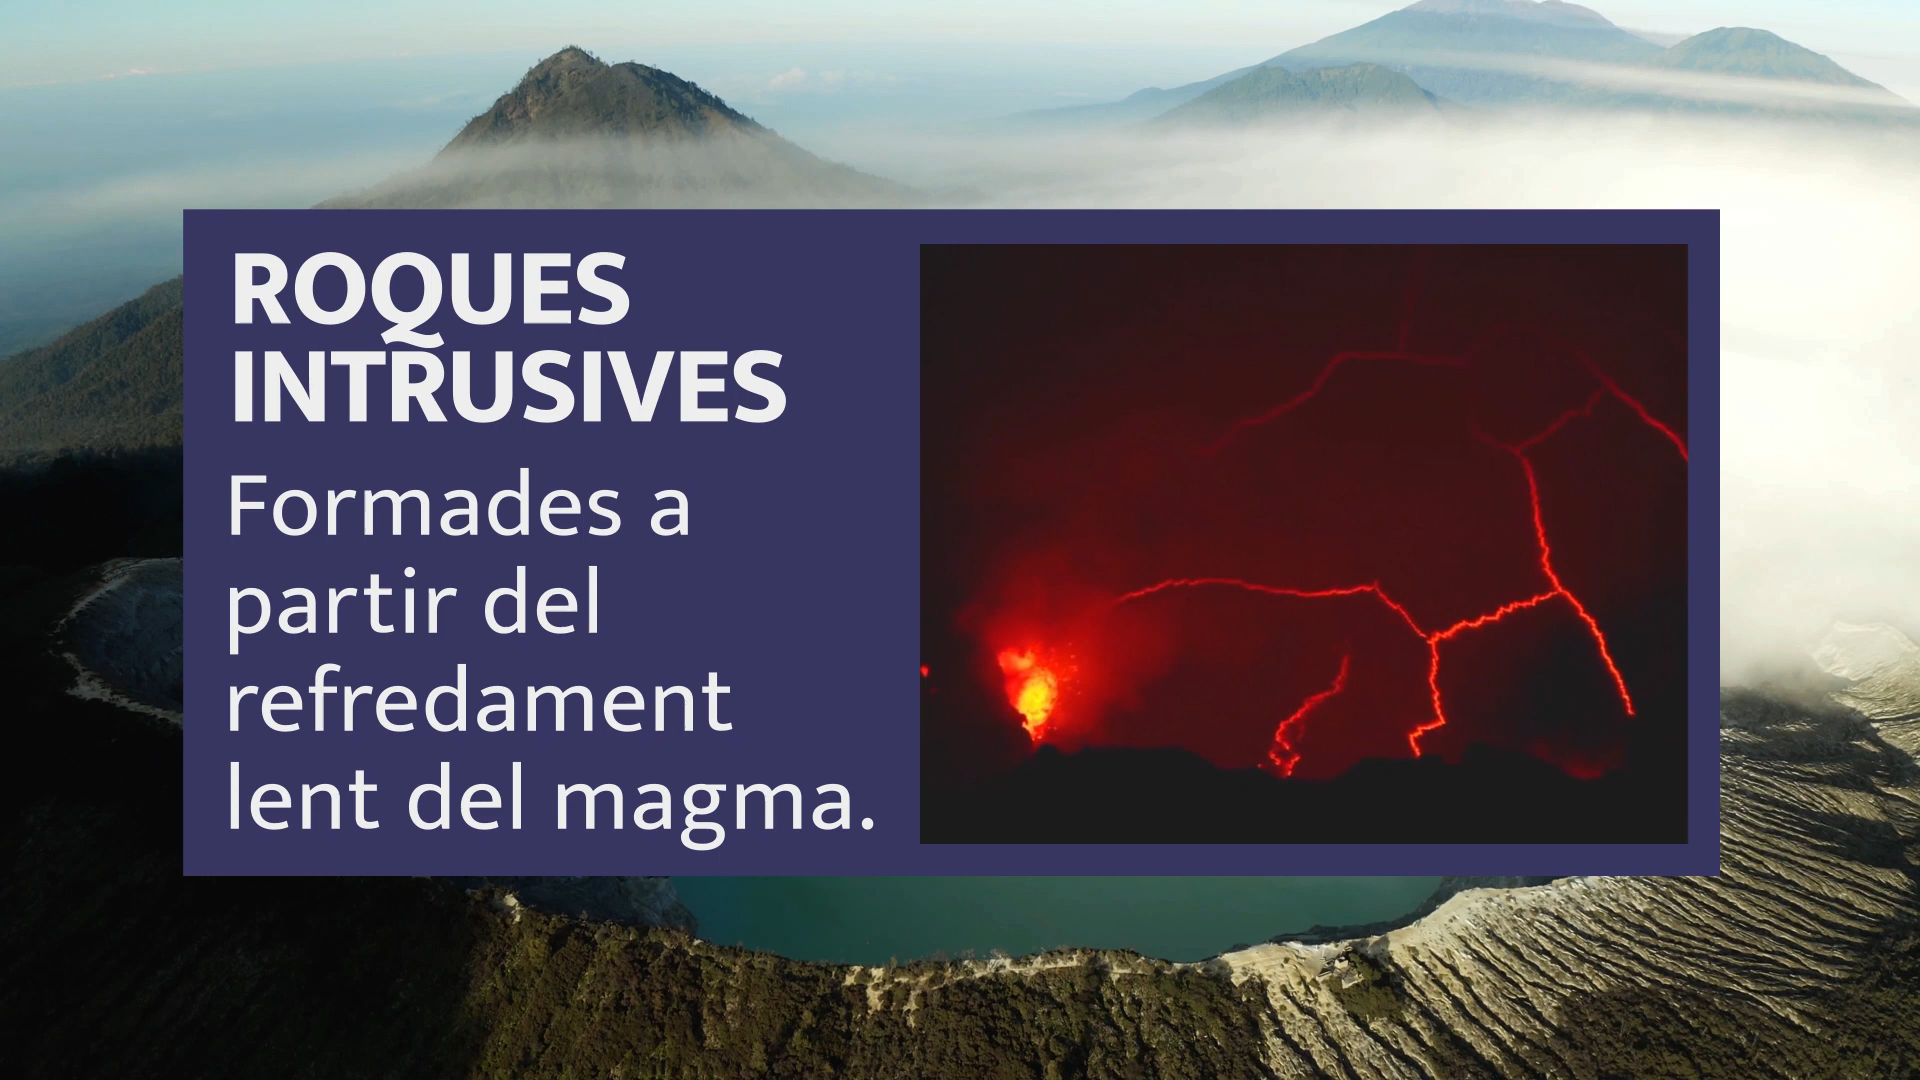 ROQUES
INTRUSIVES
Formades a
partir del
refredament
lent del magma.